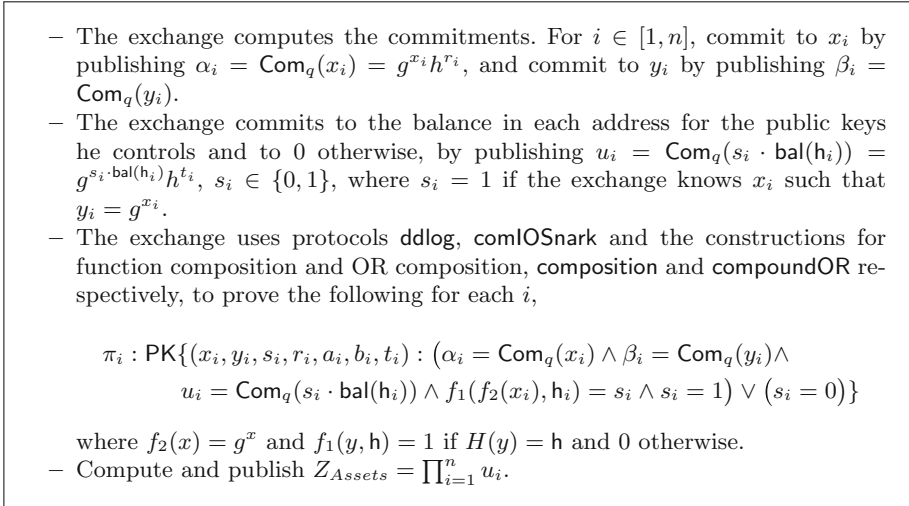 – The exchange computes the commitments. For i ∈ [1, n], commit to x_i by
publishing α_i = Com_q(x_i) = g^{x_i}h^{r_i}, and commit to y_i by publishing β_i =
Com_q(y_i).
– The exchange commits to the balance in each address for the public keys
he controls and to 0 otherwise, by publishing u_i = Com_q(s_i · bal(h_i)) =
g^{s_i·bal(h_i)}h^{t_i}, s_i ∈ {0, 1}, where s_i = 1 if the exchange knows x_i such that
y_i = g^{x_i}.
– The exchange uses protocols ddlog, comIOSnark and the constructions for
function composition and OR composition, composition and compoundOR re-
spectively, to prove the following for each i,
π_i : PK{(x_i, y_i, s_i, r_i, a_i, b_i, t_i) : (α_i = Com_q(x_i) ∧ β_i = Com_q(y_i)∧
u_i = Com_q(s_i · bal(h_i)) ∧ f_1(f_2(x_i), h_i) = s_i ∧ s_i = 1) ∨ (s_i = 0)}
where f_2(x) = g^x and f_1(y, h) = 1 if H(y) = h and 0 otherwise.
– Compute and publish Z_{Assets} = ∏_{i=1}^{n} u_i.